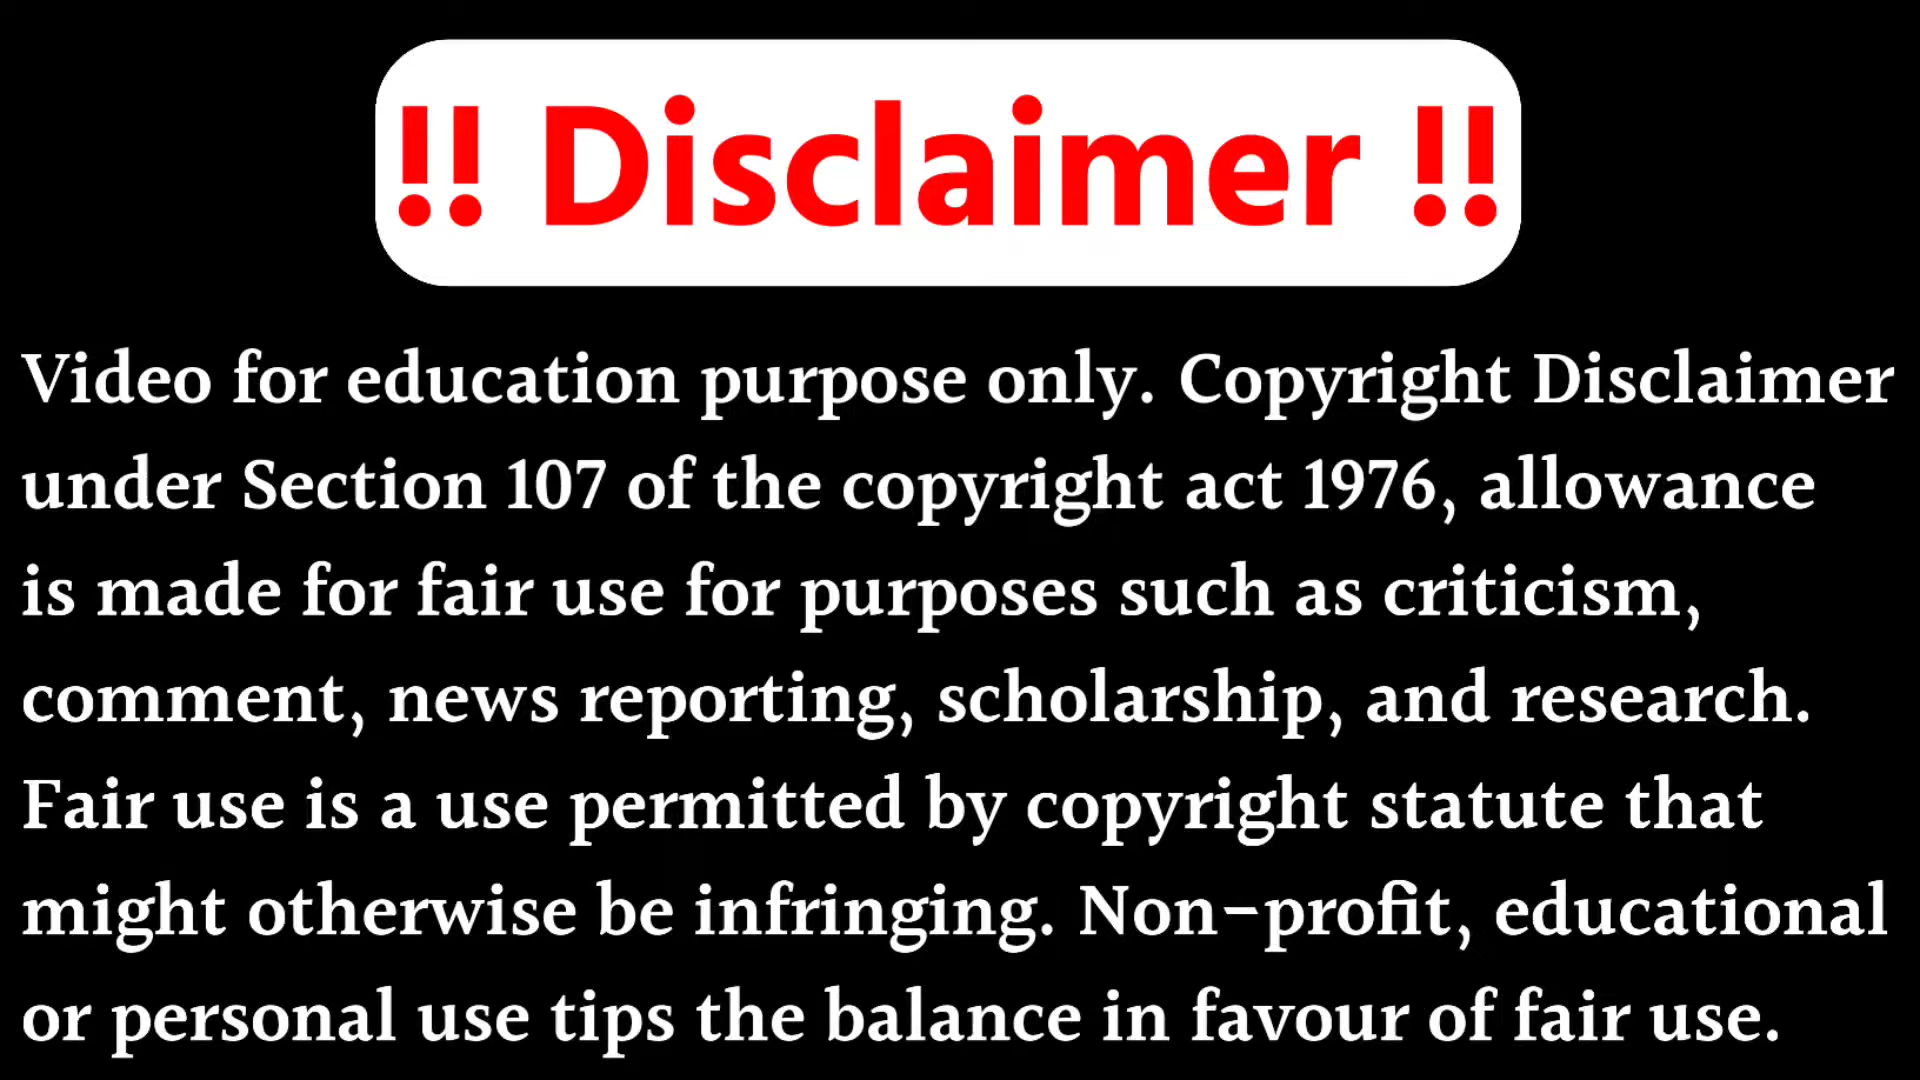 !! Disclaimer !!
Video for education purpose only. Copyright Disclaimer
under Section 107 of the copyright act 1976, allowance
is made for fair use for purposes such as criticism,
comment, news reporting, scholarship, and research.
Fair use is a use permitted by copyright statute that
might otherwise be infringing. Non-profit, educational
or personal use tips the balance in favour of fair use.